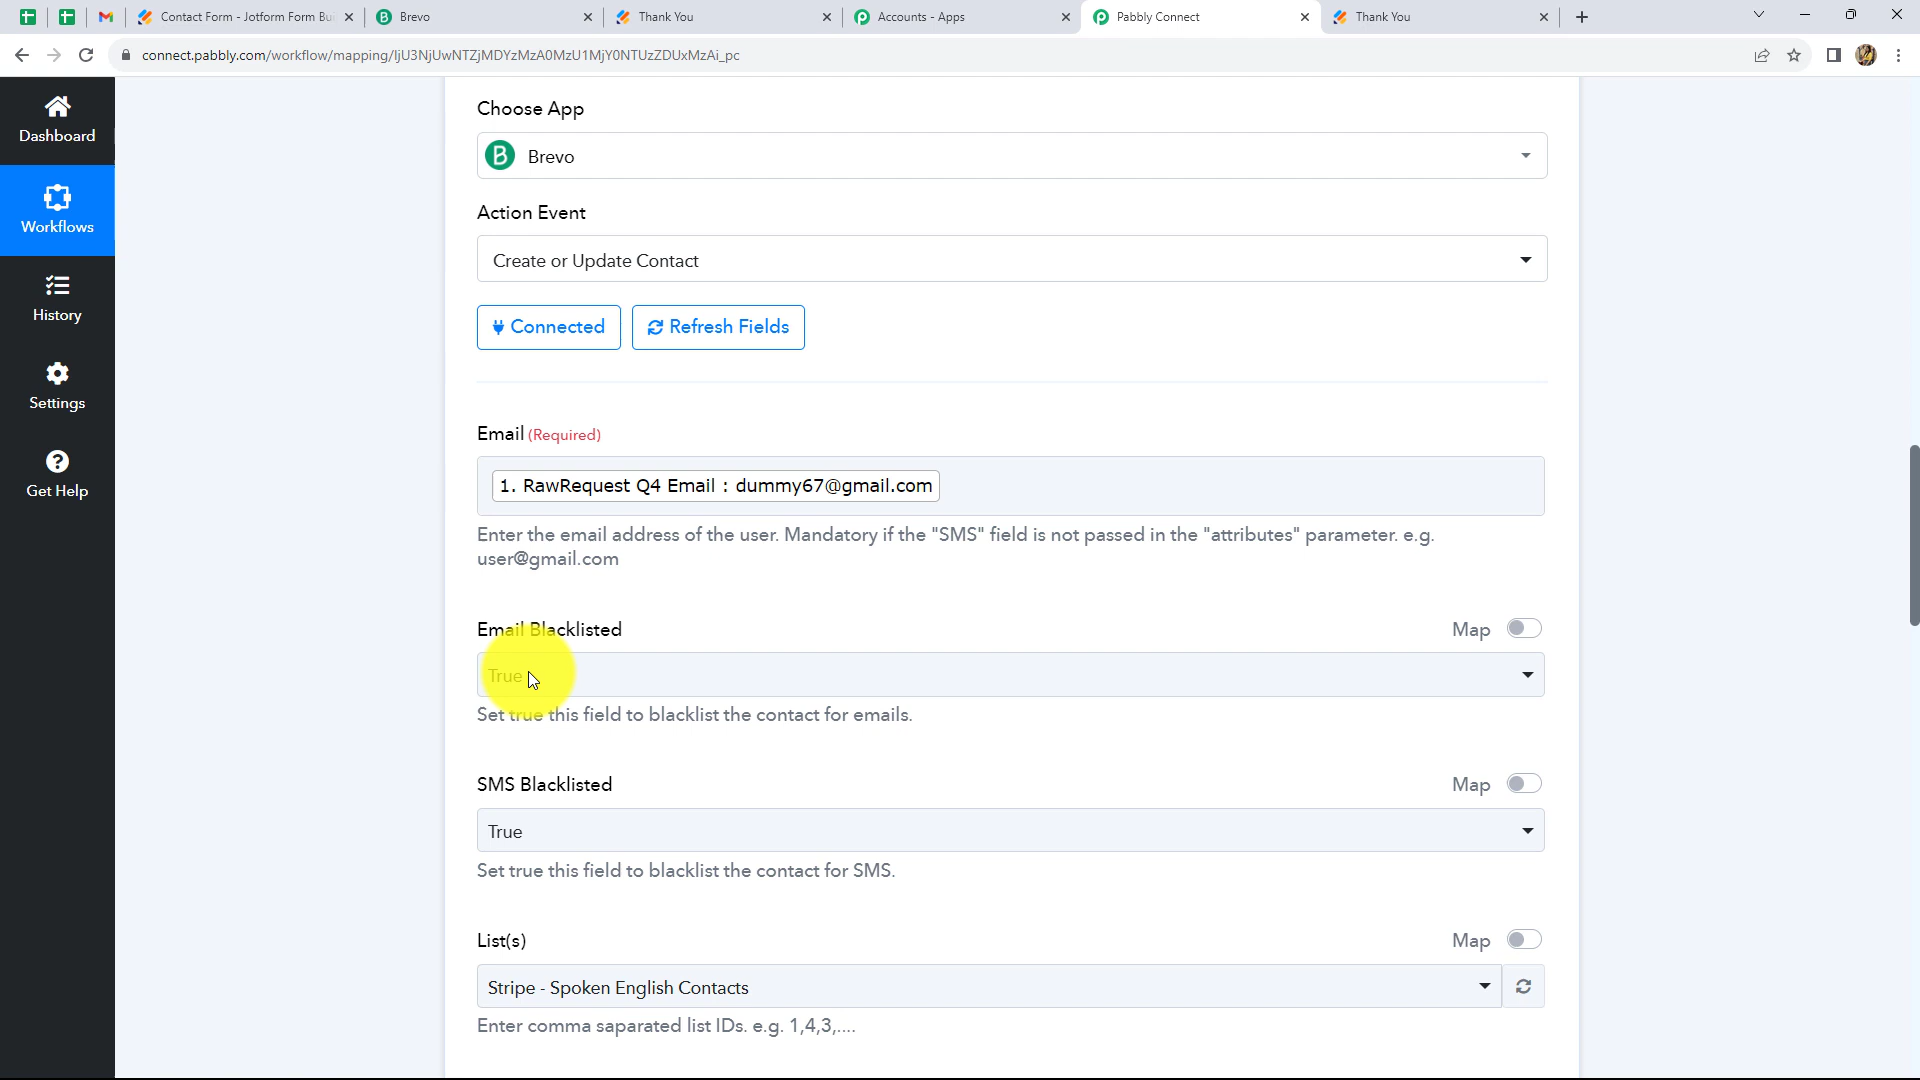 Contact Form - Jotform Form Bui
Brevo
Thank You
Accounts - Apps
Pabbly Connect
Thank You
connect.pabbly.com/workflow/mapping/IjU3NjUwNTZjMDYzMzA0MzU1MjY0NTUzZDUxMzAi_pc
Dashboard
Workflows
History
Settings
Get Help
Choose App
Brevo
Action Event
Create or Update Contact
Connected
Refresh Fields
Email (Required)
1. RawRequest Q4 Email : dummy67@gmail.com
Enter the email address of the user. Mandatory if the "SMS" field is not passed in the "attributes" parameter. e.g.
user@gmail.com
Email Blacklisted
Map
True
Set true this field to blacklist the contact for emails.
SMS Blacklisted
Map
True
Set true this field to blacklist the contact for SMS.
List(s)
Map
Stripe - Spoken English Contacts
Enter comma saparated list IDs. e.g. 1,4,3,....